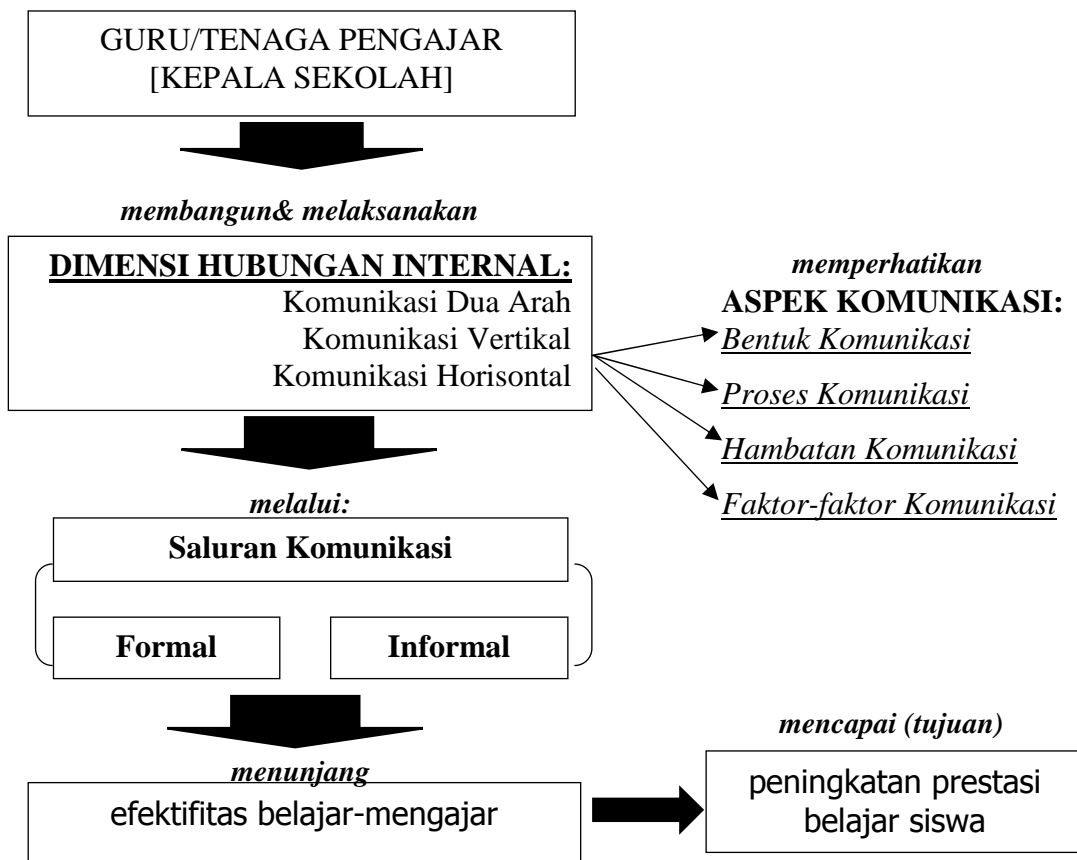 GURU/TENAGA PENGAJAR
[KEPALA SEKOLAH]
membangun& melaksanakan
DIMENSI HUBUNGAN INTERNAL:
Komunikasi Dua Arah
Komunikasi Vertikal
Komunikasi Horisontal
memperhatikan
ASPEK KOMUNIKASI:
Bentuk Komunikasi
Proses Komunikasi
Hambatan Komunikasi
Faktor-faktor Komunikasi
melalui:
Saluran Komunikasi
Formal
Informal
menunjang
efektifitas belajar-mengajar
mencapai (tujuan)
peningkatan prestasi
belajar siswa